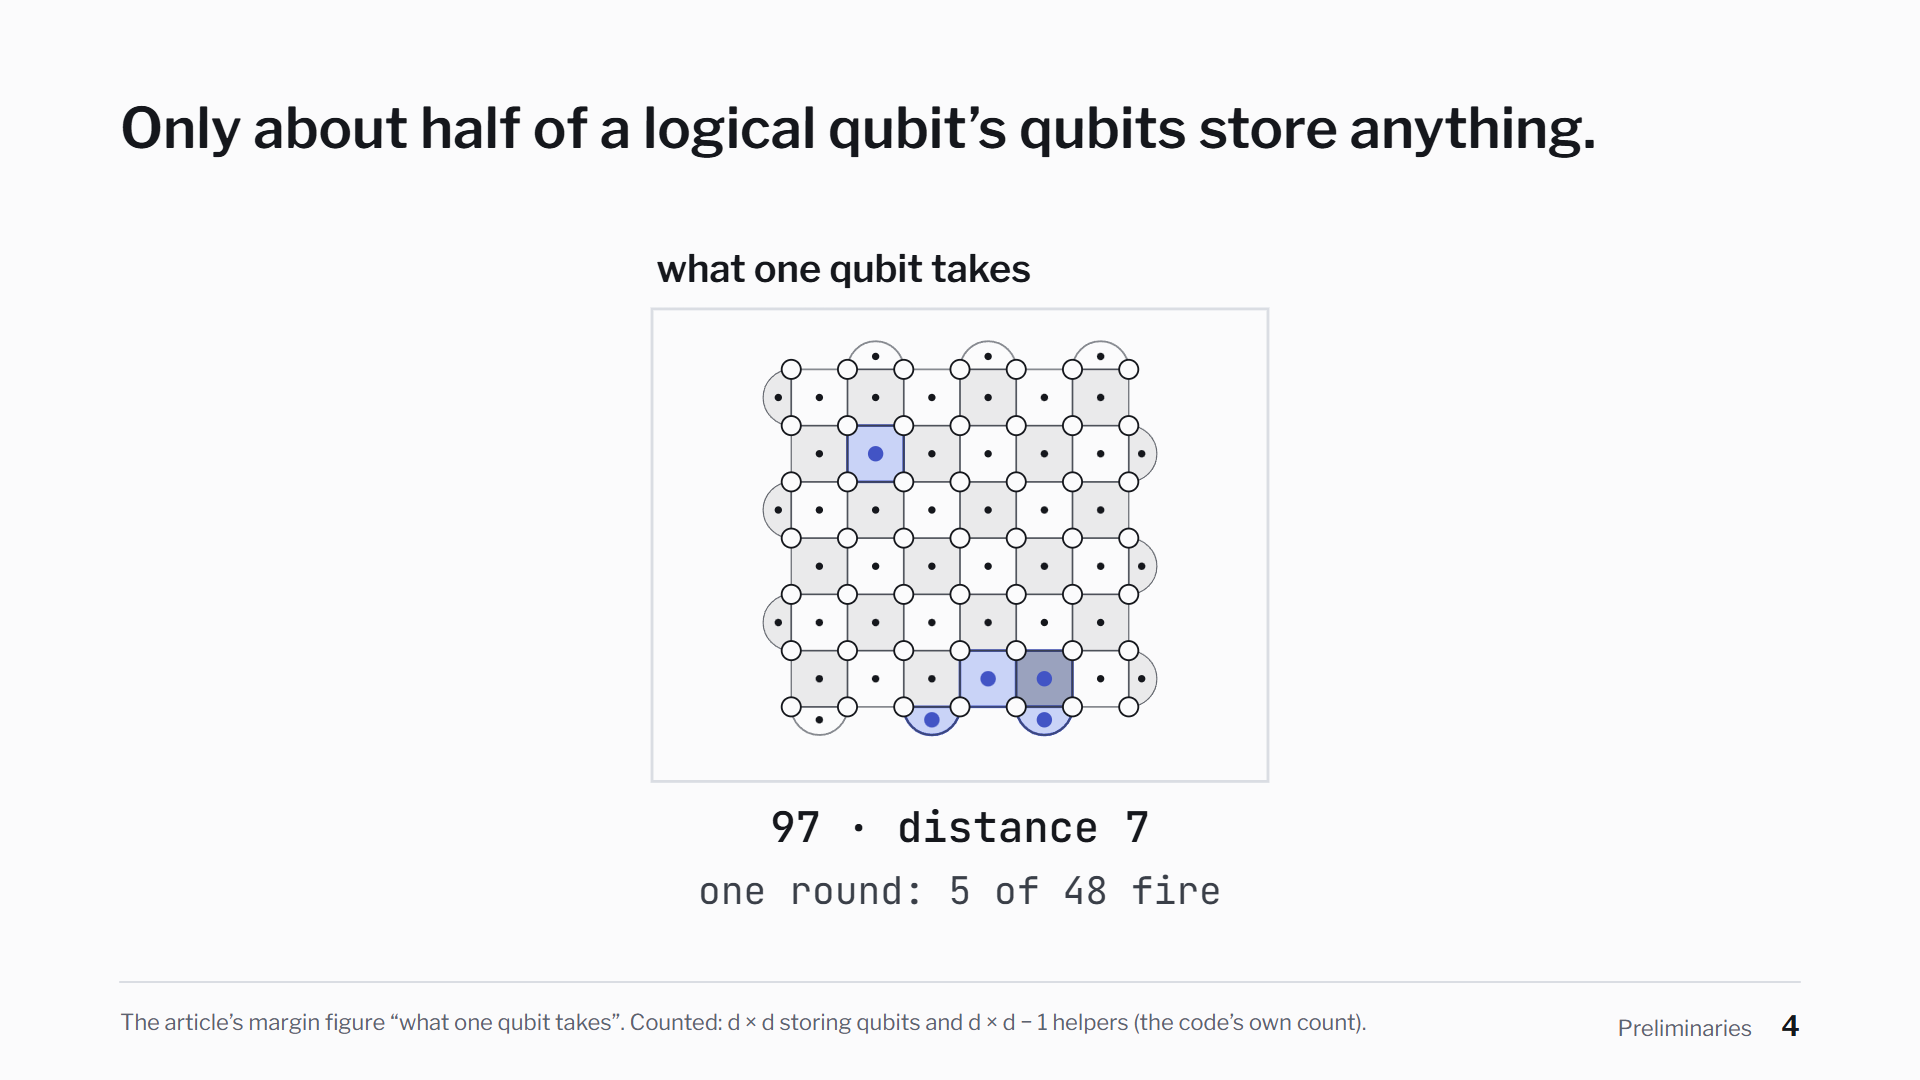 Only about half of a logical qubit’s qubits store anything.
what one qubit takes
97 · distance 7
one round: 5 of 48 fire
The article’s margin figure “what one qubit takes”. Counted: d × d storing qubits and d × d − 1 helpers (the code’s own count).
Preliminaries 4